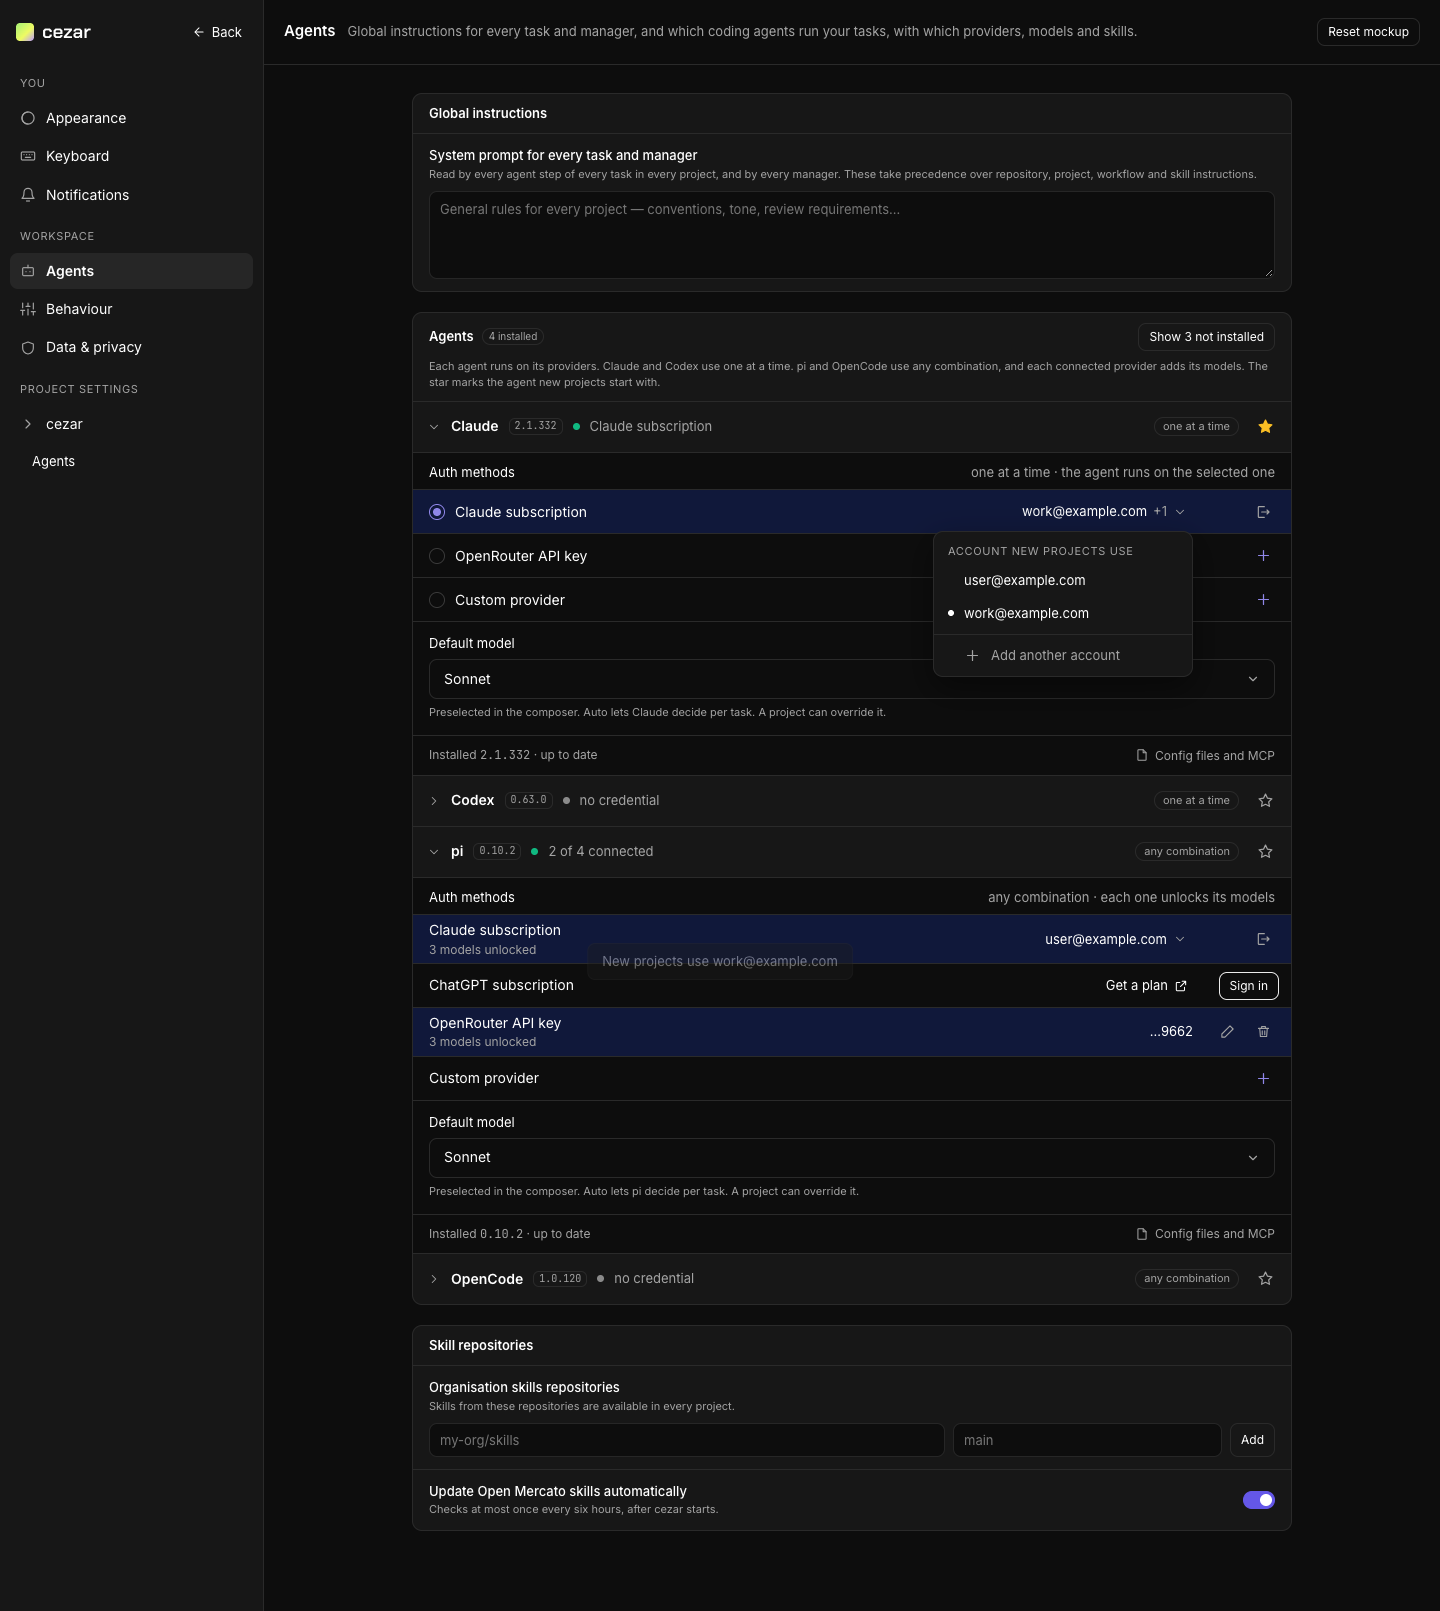 cezar
Back
YOU
Appearance
Keyboard
Notifications
WORKSPACE
Agents
Behaviour
Data & privacy
PROJECT SETTINGS
cezar
Agents
Agents Global instructions for every task and manager, and which coding agents run your tasks, with which providers, models and skills.
Reset mockup
Global instructions
System prompt for every task and manager
Read by every agent step of every task in every project, and by every manager. These take precedence over repository, project, workflow and skill instructions.
General rules for every project — conventions, tone, review requirements...
Agents 4 installed
Show 3 not installed
Each agent runs on its providers. Claude and Codex use one at a time. pi and OpenCode use any combination, and each connected provider adds its models. The
star marks the agent new projects start with.
Claude 2.1.332 Claude subscription one at a time
Auth methods one at a time · the agent runs on the selected one
Claude subscription work@example.com +1
OpenRouter API key
Custom provider
ACCOUNT NEW PROJECTS USE
user@example.com
work@example.com
Add another account
Default model
Sonnet
Preselected in the composer. Auto lets Claude decide per task. A project can override it.
Installed 2.1.332 · up to date Config files and MCP
Codex 0.63.0 no credential one at a time
pi 0.10.2 2 of 4 connected any combination
Auth methods any combination · each one unlocks its models
Claude subscription
3 models unlocked
user@example.com
New projects use work@example.com
ChatGPT subscription Get a plan Sign in
OpenRouter API key
3 models unlocked
...9662
Custom provider
Default model
Sonnet
Preselected in the composer. Auto lets pi decide per task. A project can override it.
Installed 0.10.2 · up to date Config files and MCP
OpenCode 1.0.120 no credential any combination
Skill repositories
Organisation skills repositories
Skills from these repositories are available in every project.
my-org/skills main Add
Update Open Mercato skills automatically
Checks at most once every six hours, after cezar starts.